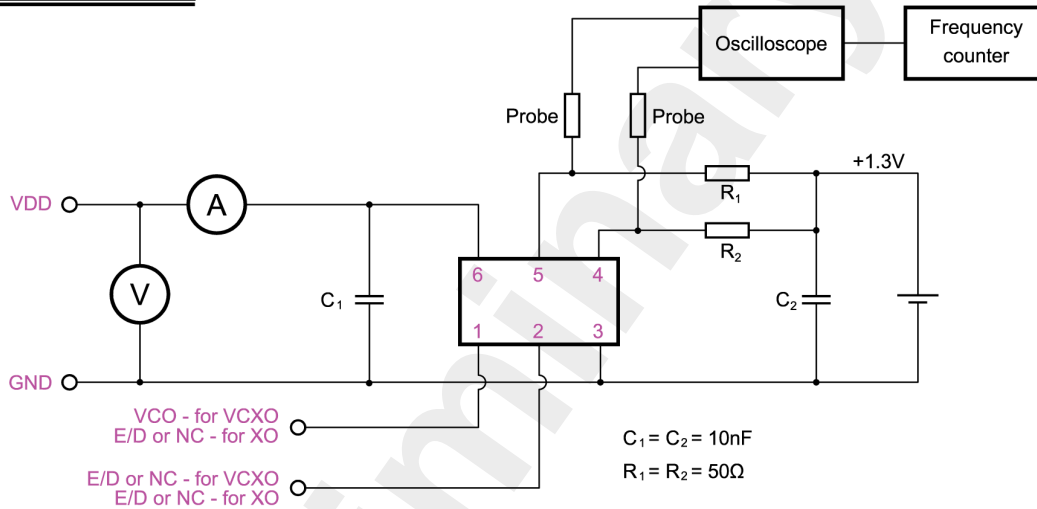 Oscilloscope
Frequency
counter
Probe
Probe
+1.3V
R₁
VDD
A
R₂
6 5 4
V
C₁
C₂
1 2 3
GND
VCO - for VCXO
E/D or NC - for XO
C₁ = C₂ = 10nF
R₁ = R₂ = 50Ω
E/D or NC - for VCXO
E/D or NC - for XO